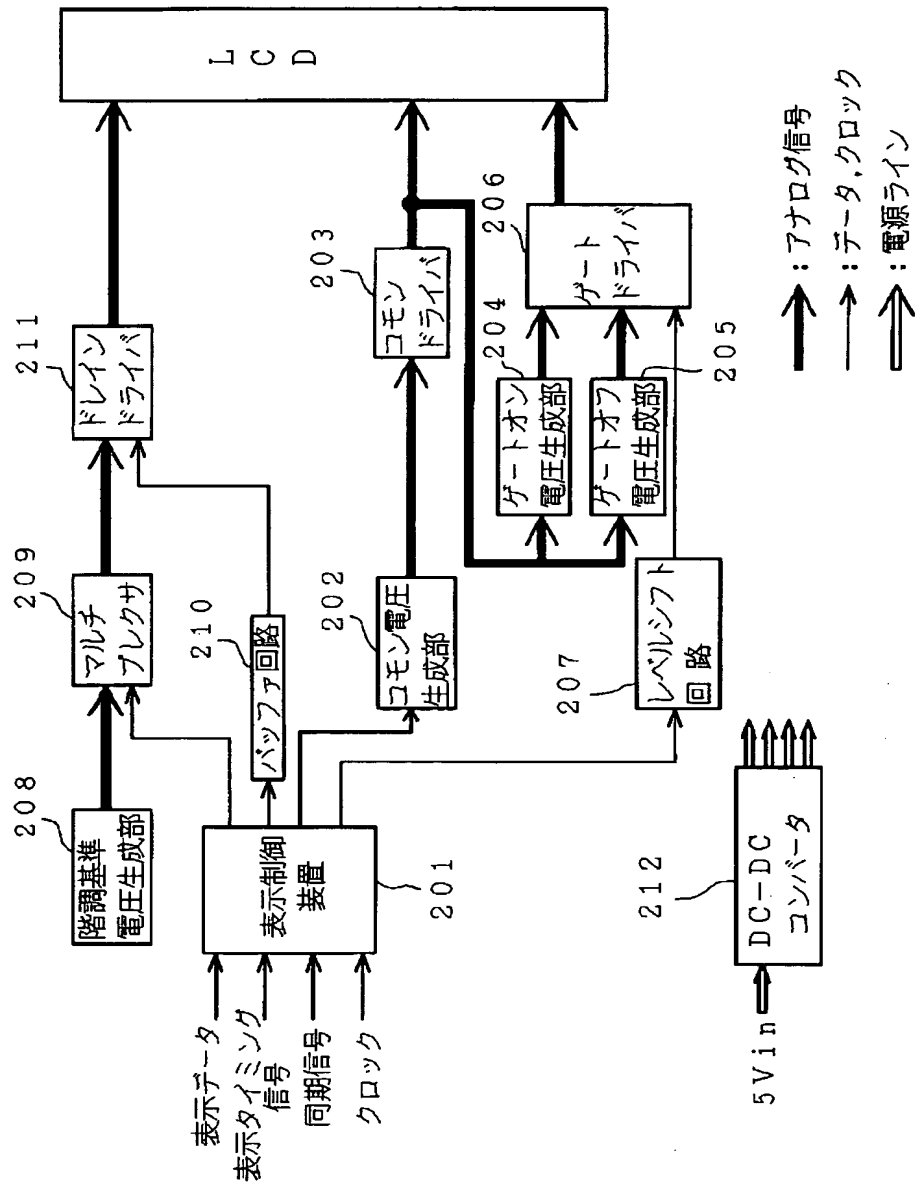 208
階調基準
電圧生成部
209
マルチ
プレクサ
211
ドレイン
ドライバ
LCD
210
バッファ回路
表示データ
表示タイミング
信号
同期信号
クロック
表示制御
装置
201
202
コモン電圧
生成部
203
コモン
ドライバ
204
ゲートオン
電圧生成部
ゲートオフ
電圧生成部
205
206
ゲート
ドライバ
207
レベルシフト
回路
5Vin
212
DC-DC
コンバータ
:アナログ信号
:データ,クロック
:電源ライン